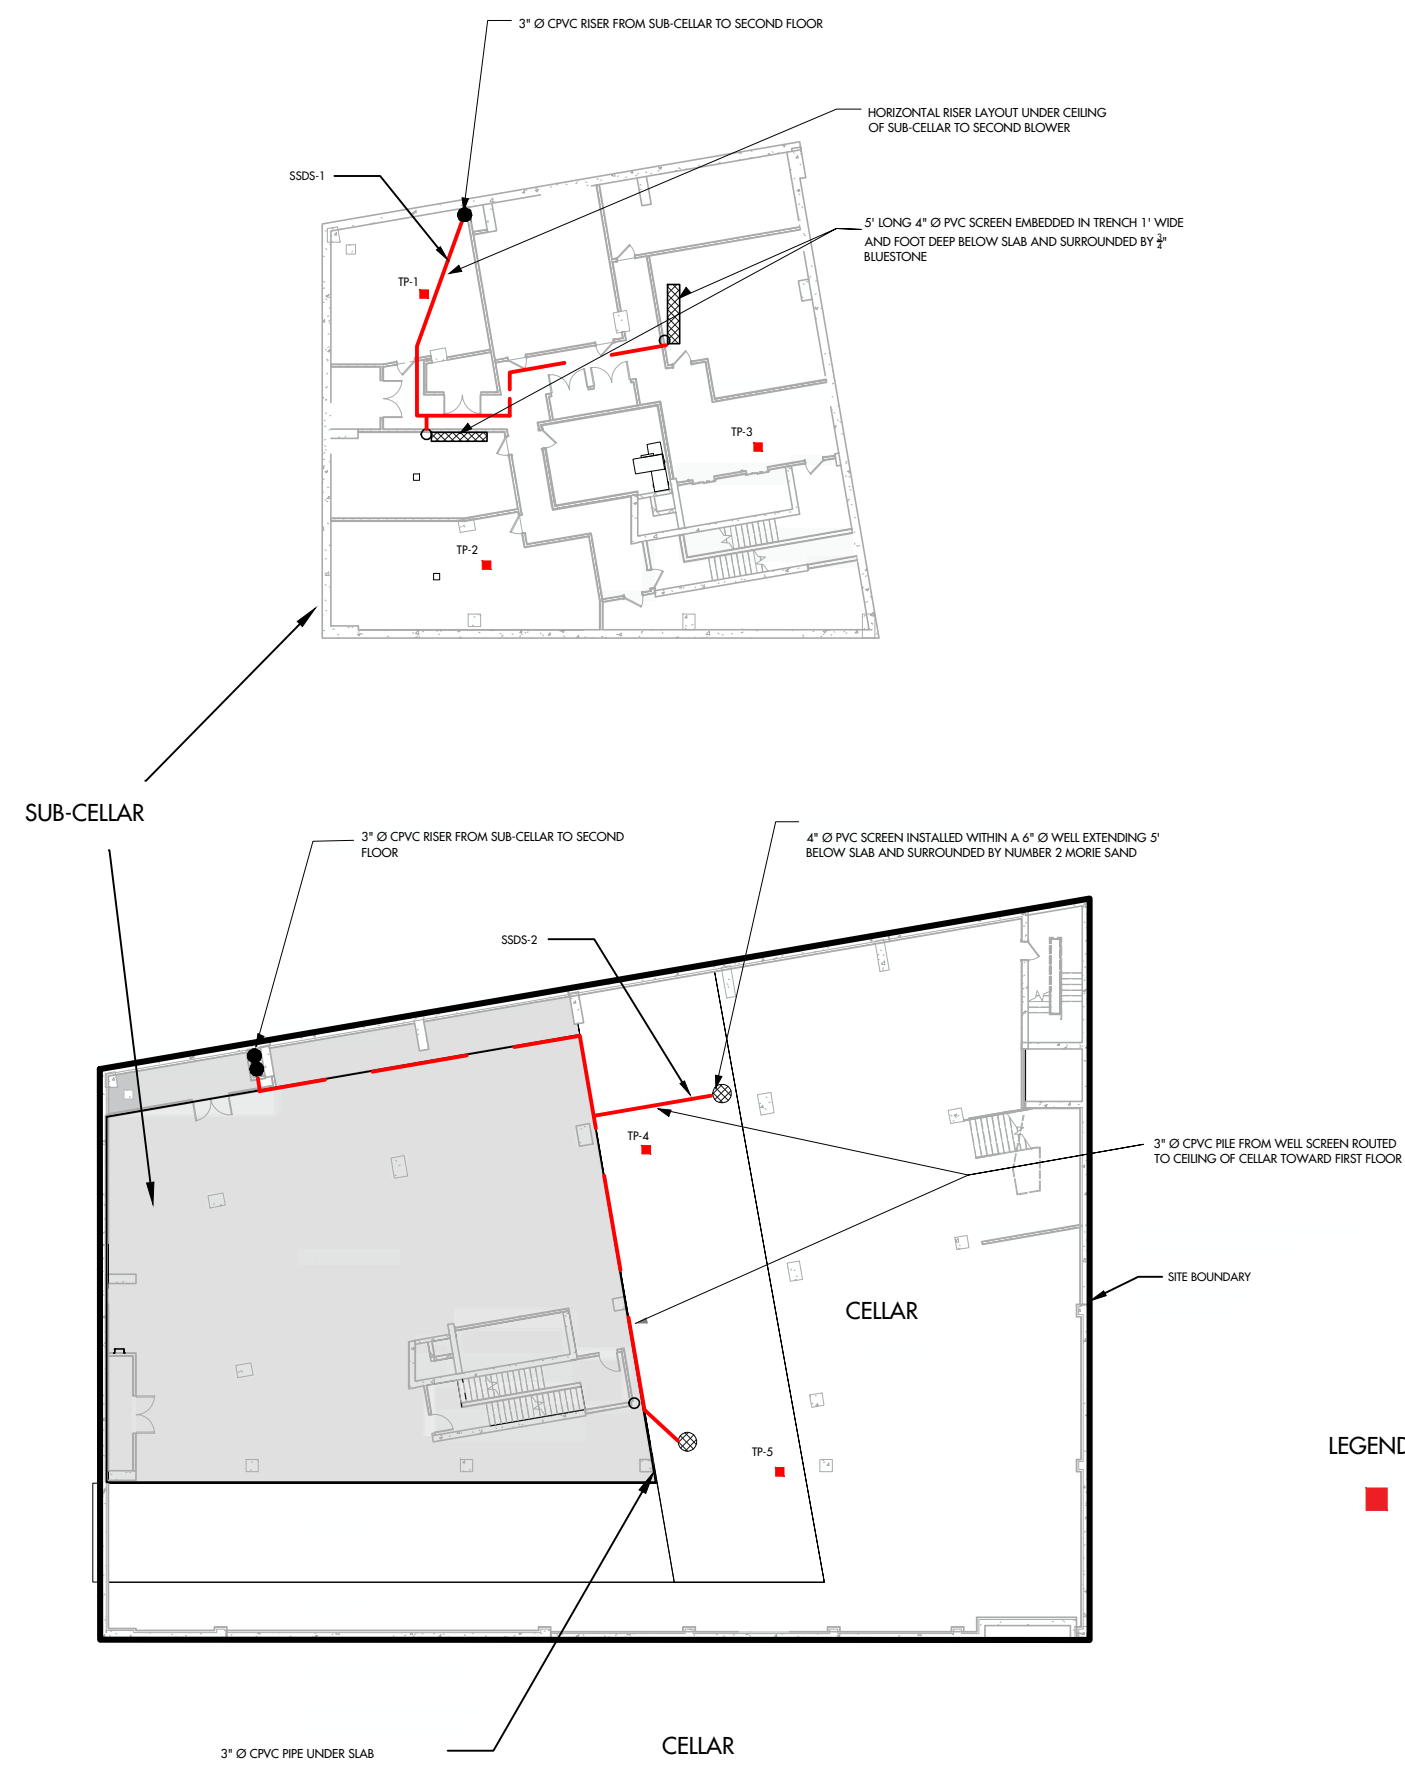 3" Ø CPVC RISER FROM SUB-CELLAR TO SECOND FLOOR
HORIZONTAL RISER LAYOUT UNDER CEILING
OF SUB-CELLAR TO SECOND BLOWER
SSDS-1
5' LONG 4" Ø PVC SCREEN EMBEDDED IN TRENCH 1' WIDE
AND FOOT DEEP BELOW SLAB AND SURROUNDED BY 3/4"
BLUESTONE
TP-1
TP-3
TP-2
SUB-CELLAR
3" Ø CPVC RISER FROM SUB-CELLAR TO SECOND
FLOOR
4" Ø PVC SCREEN INSTALLED WITHIN A 6" Ø WELL EXTENDING 5'
BELOW SLAB AND SURROUNDED BY NUMBER 2 MORIE SAND
SSDS-2
TP-4
3" Ø CPVC PILE FROM WELL SCREEN ROUTED
TO CEILING OF CELLAR TOWARD FIRST FLOOR
SITE BOUNDARY
CELLAR
TP-5
LEGEND
3" Ø CPVC PIPE UNDER SLAB
CELLAR